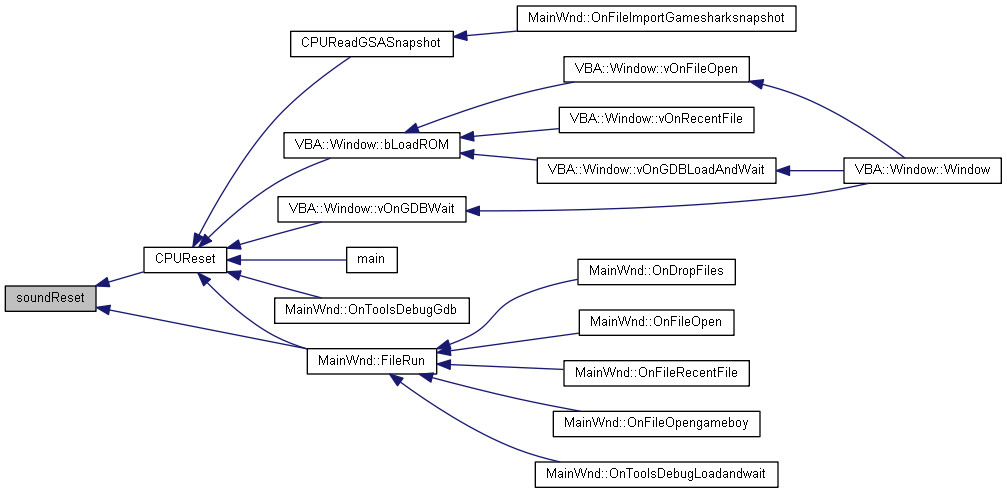 MainWnd::OnFileImportGamesharksnapshot
CPUReadGSASnapshot
VBA::Window::vOnFileOpen
VBA::Window::vOnRecentFile
VBA::Window::bLoadROM
VBA::Window::vOnGDBLoadAndWait
VBA::Window::Window
VBA::Window::vOnGDBWait
CPUReset
main
MainWnd::OnDropFiles
soundReset
MainWnd::OnToolsDebugGdb
MainWnd::OnFileOpen
MainWnd::FileRun
MainWnd::OnFileRecentFile
MainWnd::OnFileOpengameboy
MainWnd::OnToolsDebugLoadandwait